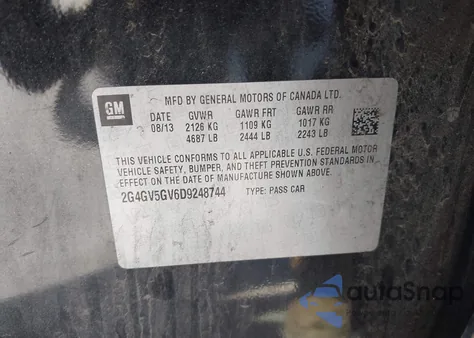 GM
MFD BY GENERAL MOTORS OF CANADA LTD.
DATE GVWR GAWR FRT GAWR RR
08/13 2126 KG 1109 KG 1017 KG
4687 LB 2444 LB 2243 LB
THIS VEHICLE CONFORMS TO ALL APPLICABLE U.S. FEDERAL MOTOR
VEHICLE SAFETY, BUMPER, AND THEFT PREVENTION STANDARDS IN
EFFECT ON THE DATE OF MANUFACTURE SHOWN ABOVE.
2G4GV5GV6D9248744 TYPE: PASS CAR
autoSnap